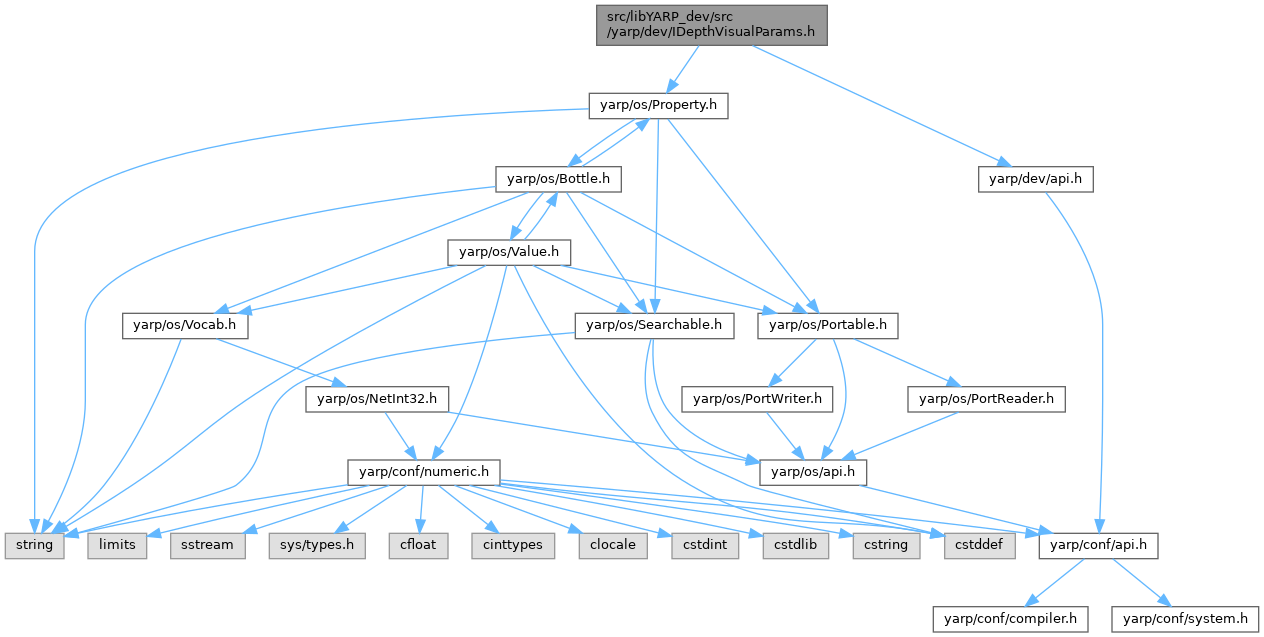 src/libYARP_dev/src
/yarp/dev/IDepthVisualParams.h
yarp/os/Property.h
yarp/os/Bottle.h
yarp/dev/api.h
yarp/os/Value.h
yarp/os/Vocab.h
yarp/os/Searchable.h
yarp/os/Portable.h
yarp/os/NetInt32.h
yarp/os/PortWriter.h
yarp/os/PortReader.h
yarp/conf/numeric.h
yarp/os/api.h
string
limits
sstream
sys/types.h
cfloat
cinttypes
clocale
cstdint
cstdlib
cstring
cstddef
yarp/conf/api.h
yarp/conf/compiler.h
yarp/conf/system.h